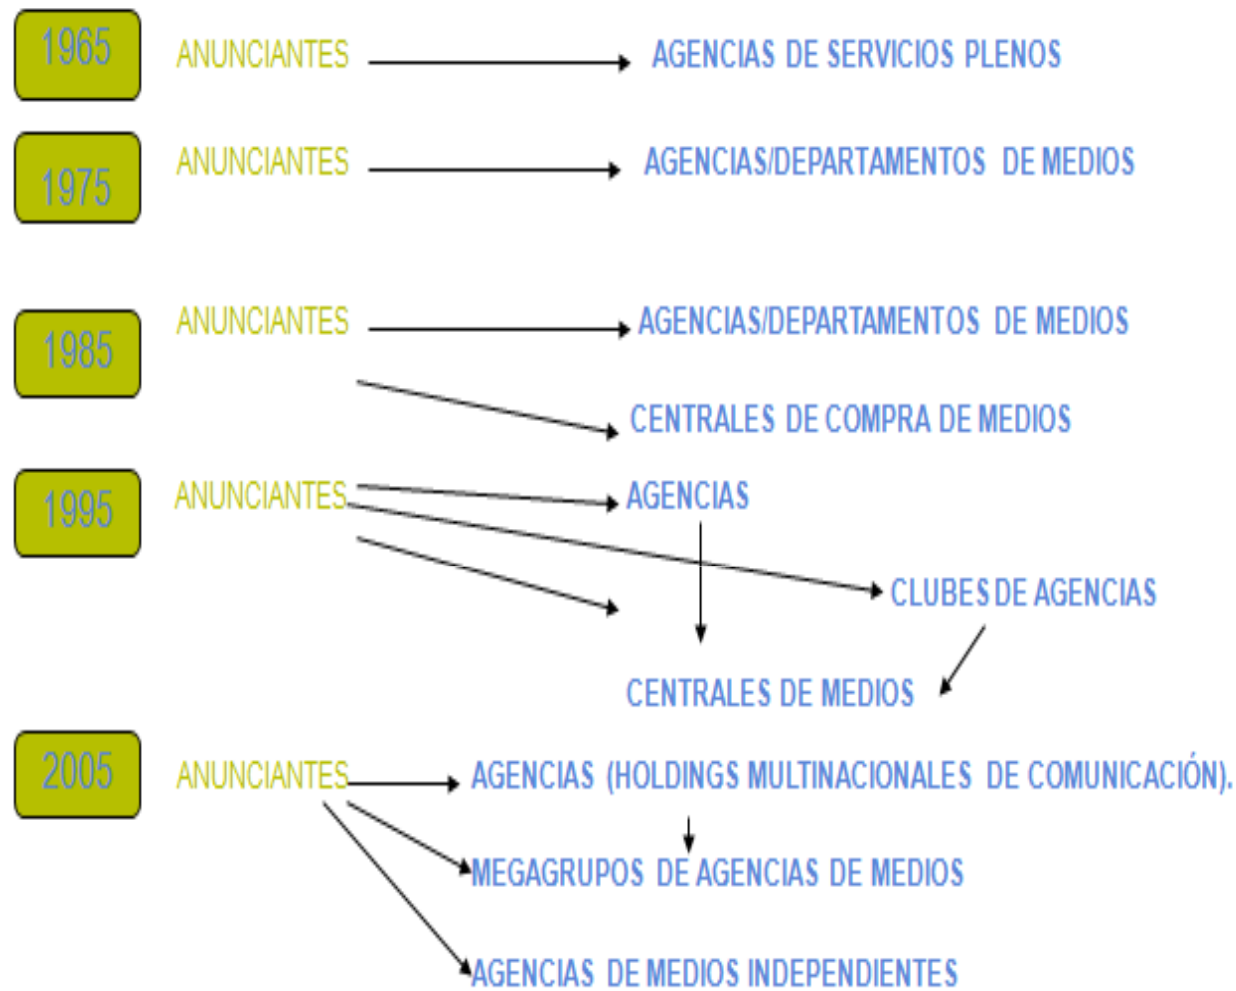 1965 ANUNCIANTES AGENCIAS DE SERVICIOS PLENOS
1975 ANUNCIANTES AGENCIAS/DEPARTAMENTOS DE MEDIOS
1985 ANUNCIANTES AGENCIAS/DEPARTAMENTOS DE MEDIOS
CENTRALES DE COMPRA DE MEDIOS
1995 ANUNCIANTES AGENCIAS
CLUBES DE AGENCIAS
CENTRALES DE MEDIOS
2005 ANUNCIANTES AGENCIAS (HOLDINGS MULTINACIONALES DE COMUNICACIÓN).
MEGAGRUPOS DE AGENCIAS DE MEDIOS
AGENCIAS DE MEDIOS INDEPENDIENTES